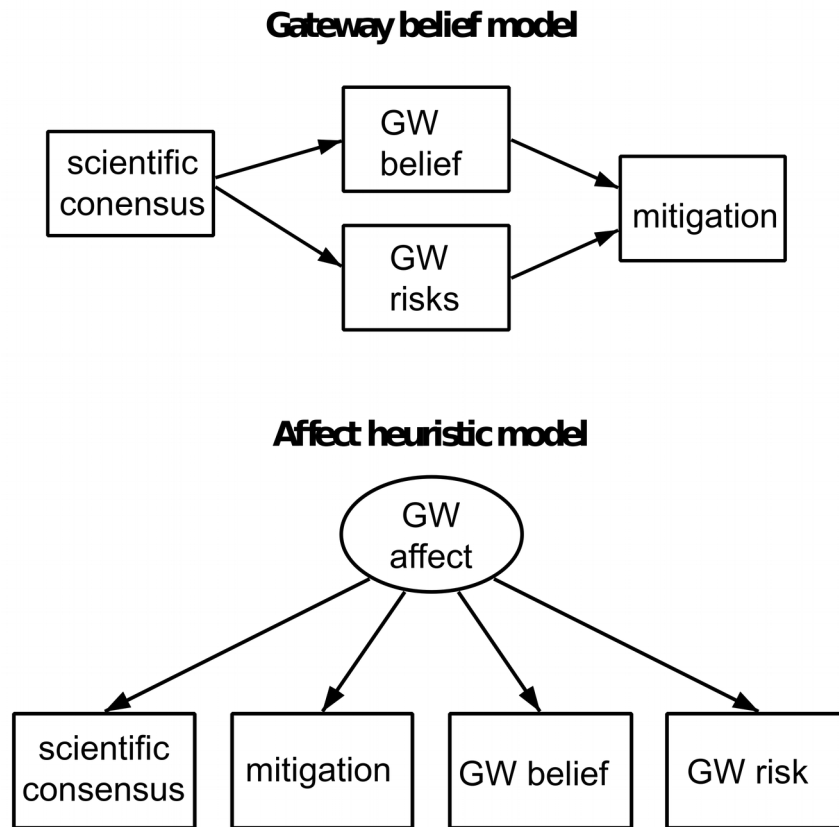 Gateway belief model
GW
belief
scientific
conensus
mitigation
GW
risks
Affect heuristic model
GW
affect
scientific
consensus
mitigation
GW belief
GW risk